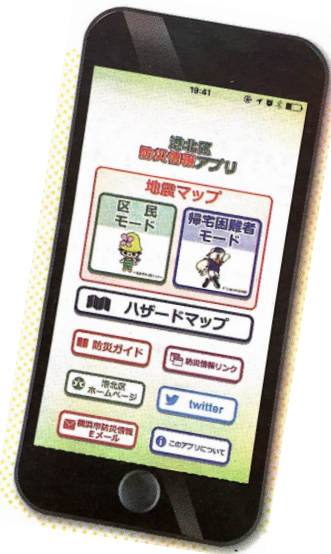 19:41
港北区
防災情報アプリ
地震マップ
区民
モード
帰宅困難者
モード
ハザードマップ
防災ガイド
防災情報リンク
港北区
ホームページ
twitter
横浜市防災情報
Eメール
このアプリについて